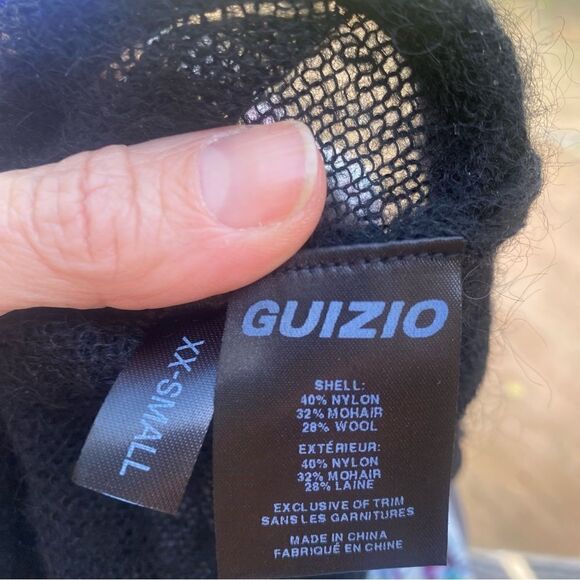 GUIZIO
XX-SMALL
SHELL:
40% NYLON
32% MOHAIR
28% WOOL
EXTÉRIEUR:
40% NYLON
32% MOHAIR
28% LAINE
EXCLUSIVE OF TRIM
SANS LES GARNITURES
MADE IN CHINA
FABRIQUÉ EN CHINE